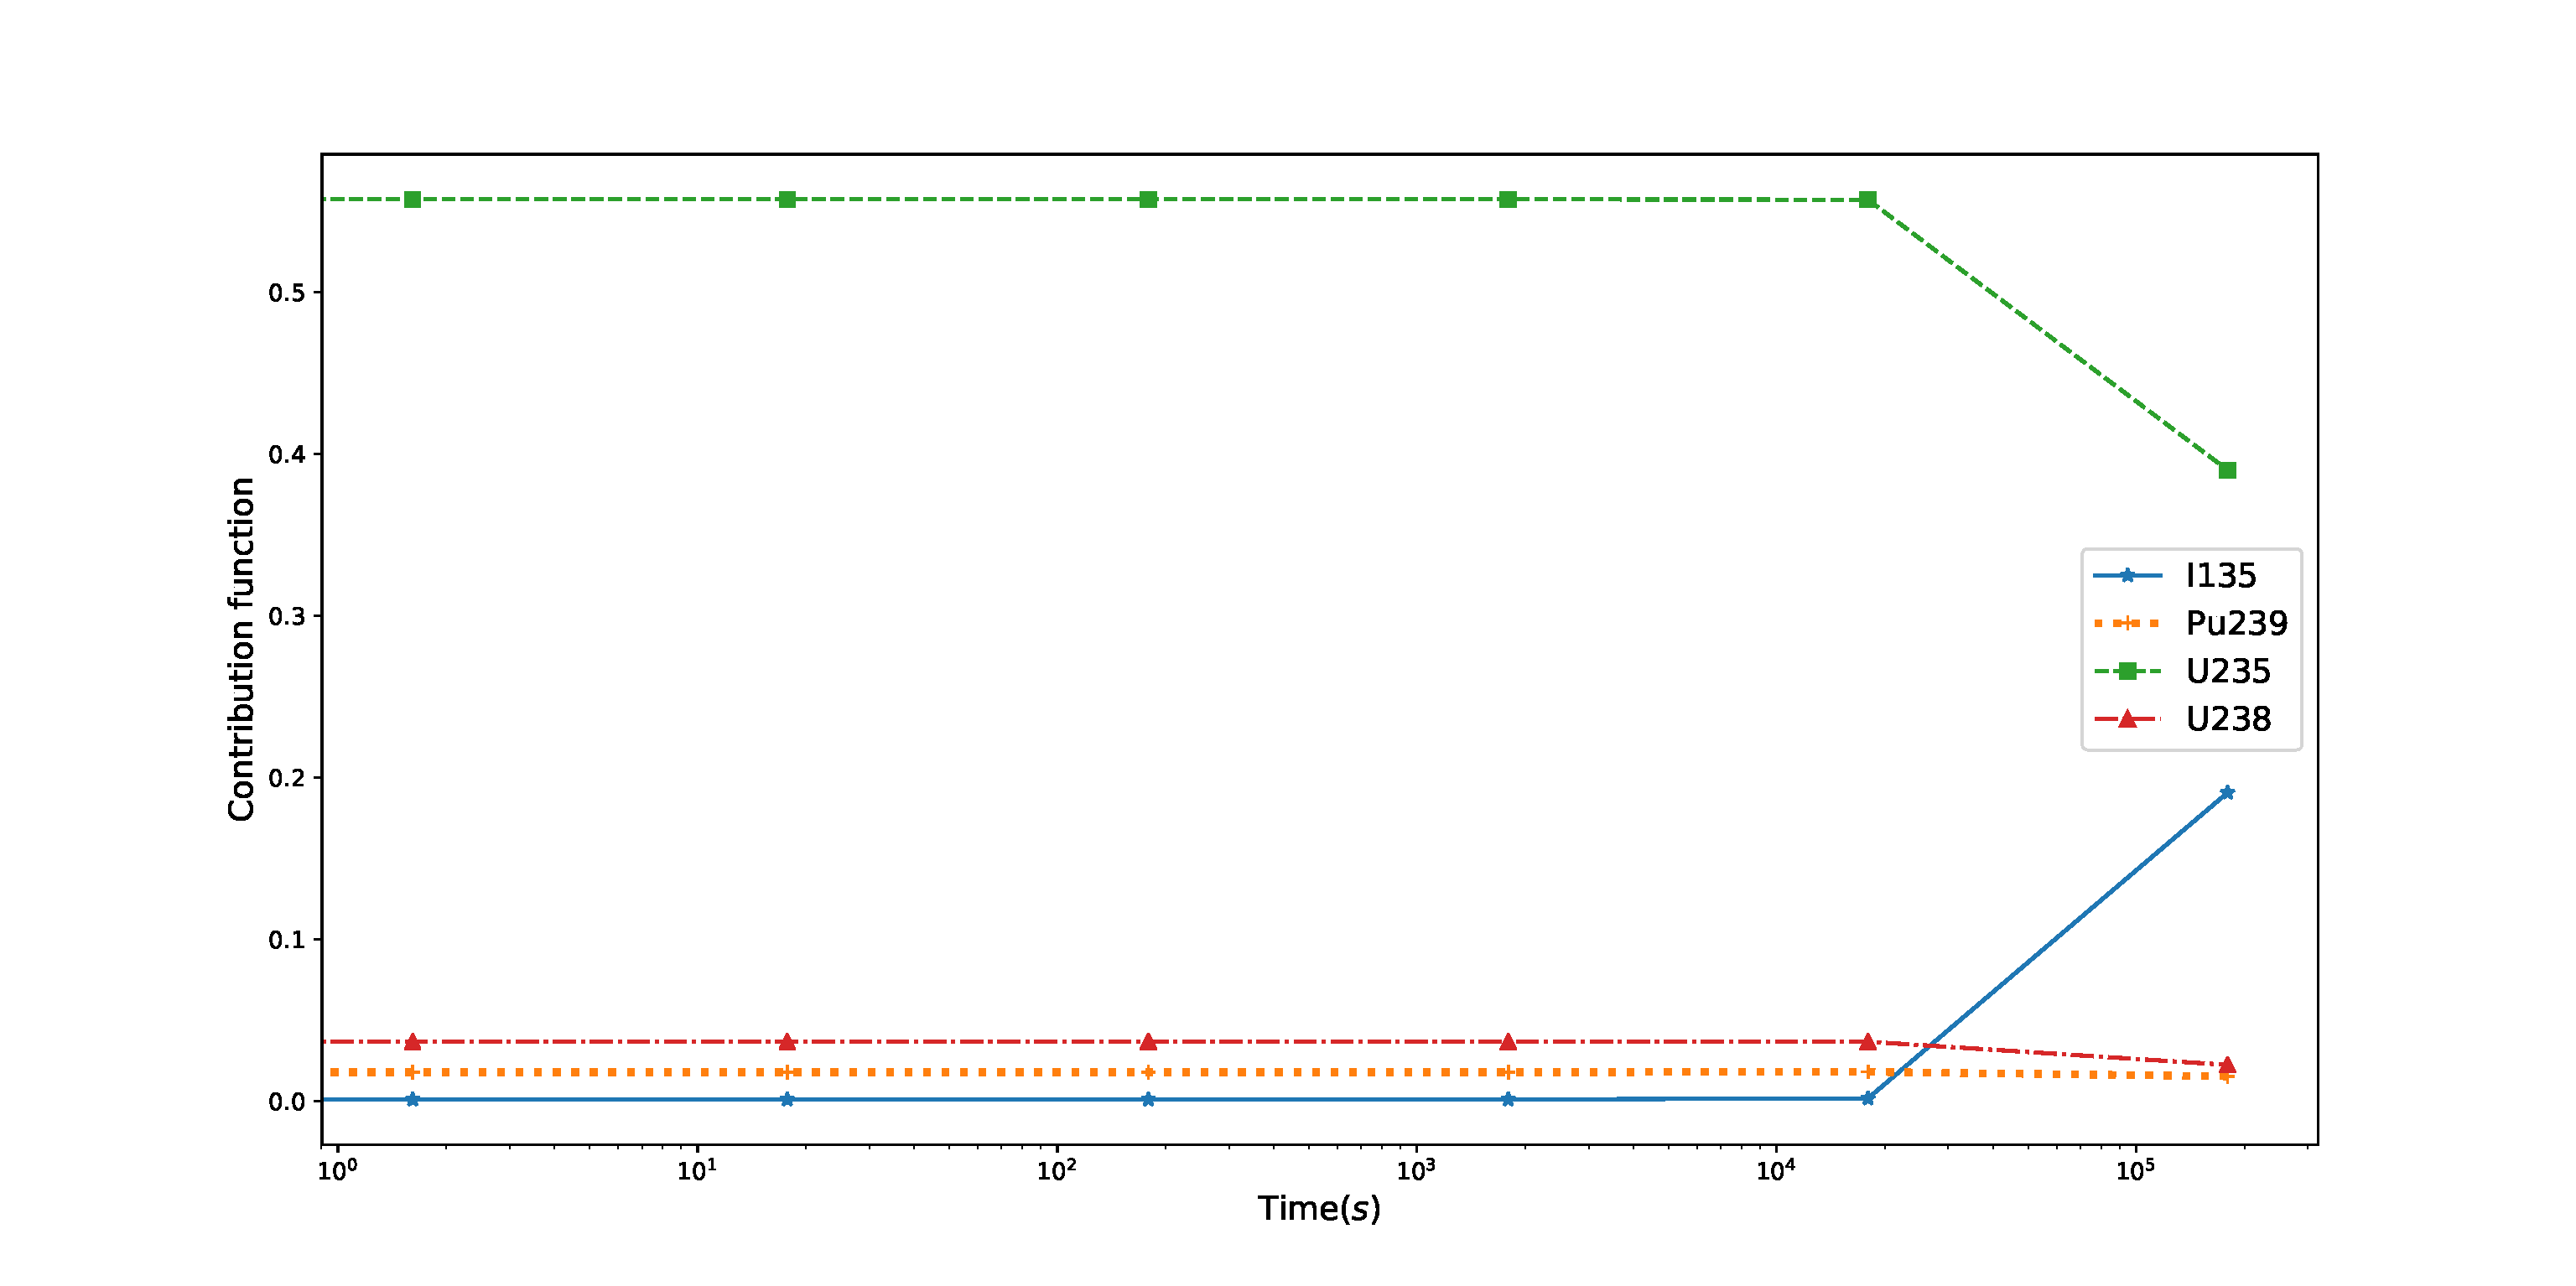 Contribution function
0.5
0.4
0.3
0.2
0.1
0.0
I135
Pu239
U235
U238
10⁰ 10¹ 10² 10³ 10⁴ 10⁵
Time(s)